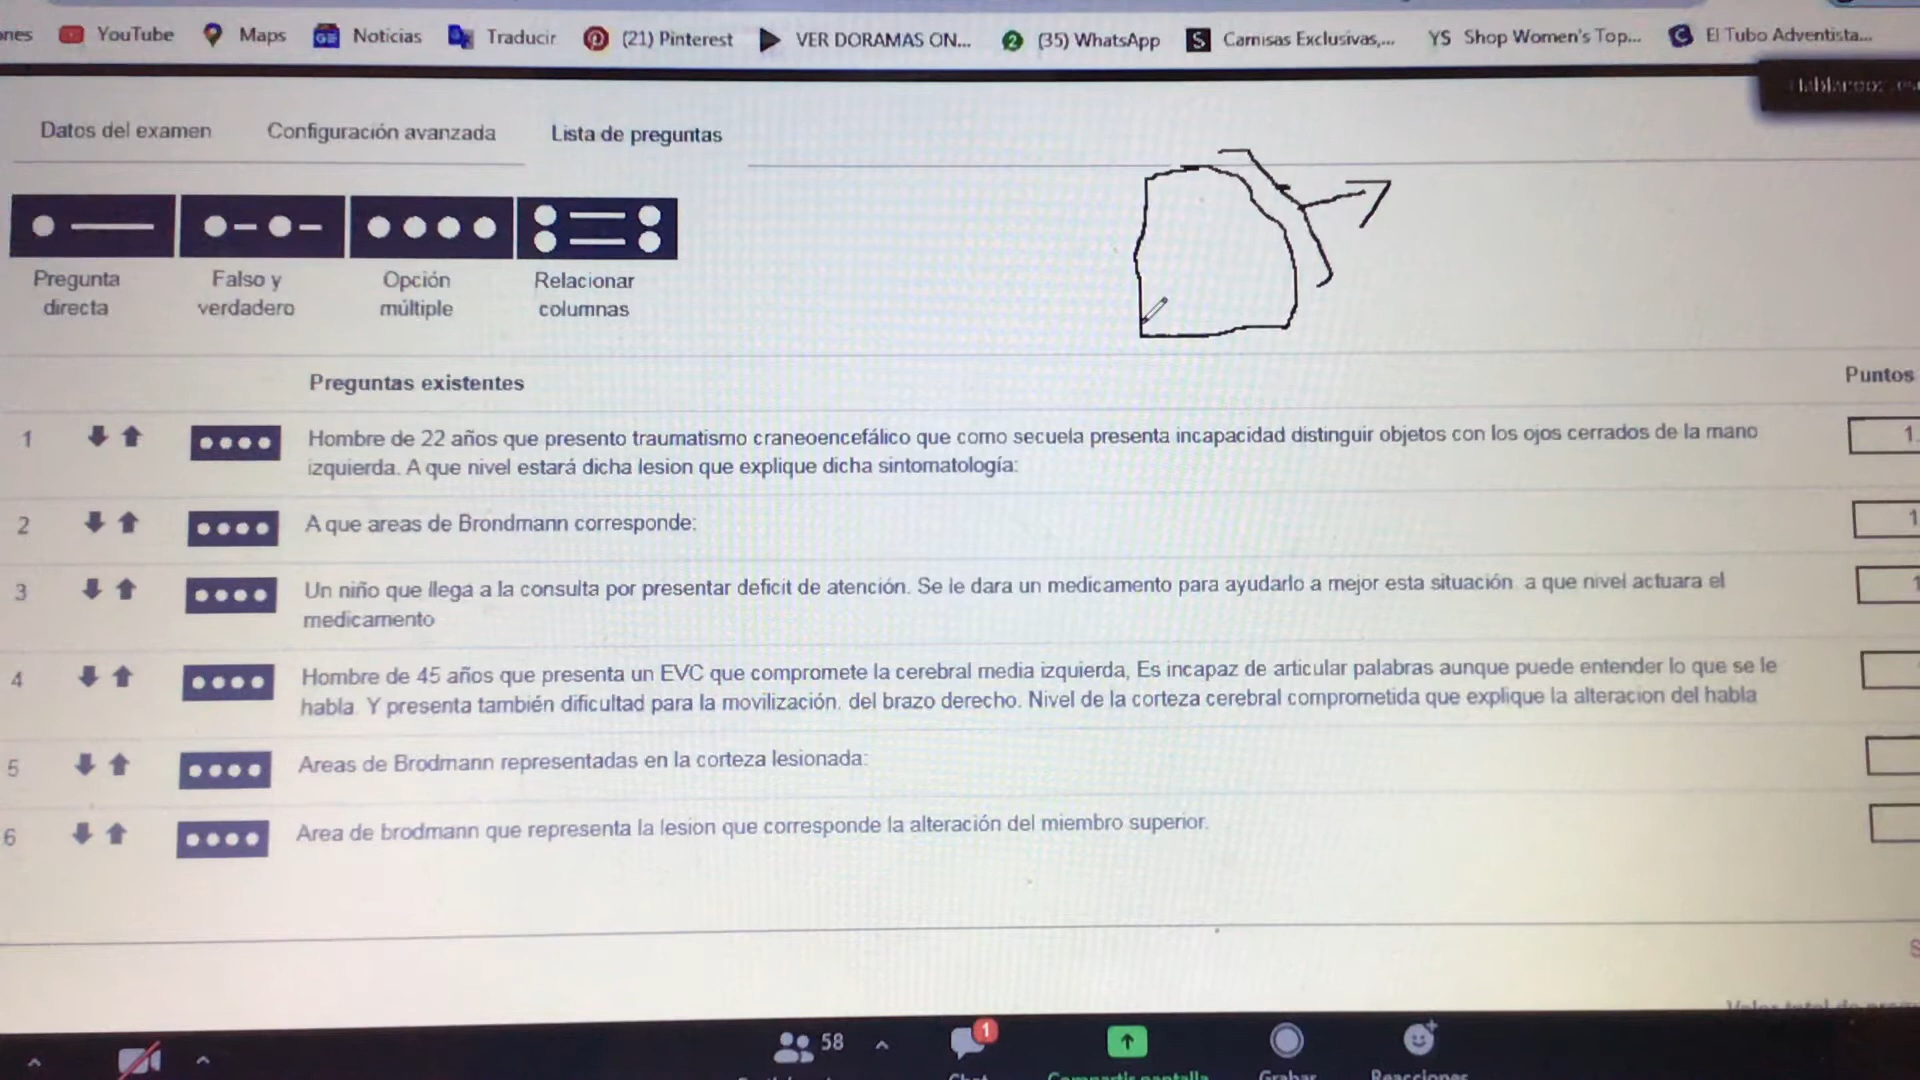 YouTube Maps Noticias Traducir (21) Pinterest VER DORAMAS ON... (35) WhatsApp Camisas Exclusivas,... YS Shop Women's Top... El Tubo Adventista...
Datos del examen Configuración avanzada Lista de preguntas
Pregunta directa
Falso y verdadero
Opción múltiple
Relacionar columnas
Preguntas existentes Puntos
1 Hombre de 22 años que presento traumatismo craneoencefálico que como secuela presenta incapacidad distinguir objetos con los ojos cerrados de la mano 1.
izquierda. A que nivel estará dicha lesion que explique dicha sintomatología:
2 A que areas de Brondmann corresponde: 1
3 Un niño que llega a la consulta por presentar deficit de atención. Se le dara un medicamento para ayudarlo a mejor esta situación a que nivel actuara el 1
medicamento
4 Hombre de 45 años que presenta un EVC que compromete la cerebral media izquierda, Es incapaz de articular palabras aunque puede entender lo que se le
habla. Y presenta también dificultad para la movilización. del brazo derecho. Nivel de la corteza cerebral comprometida que explique la alteracion del habla
5 Areas de Brodmann representadas en la corteza lesionada:
6 Area de brodmann que representa la lesion que corresponde la alteración del miembro superior.
58 1
Compartir pantalla Grabar Reacciones